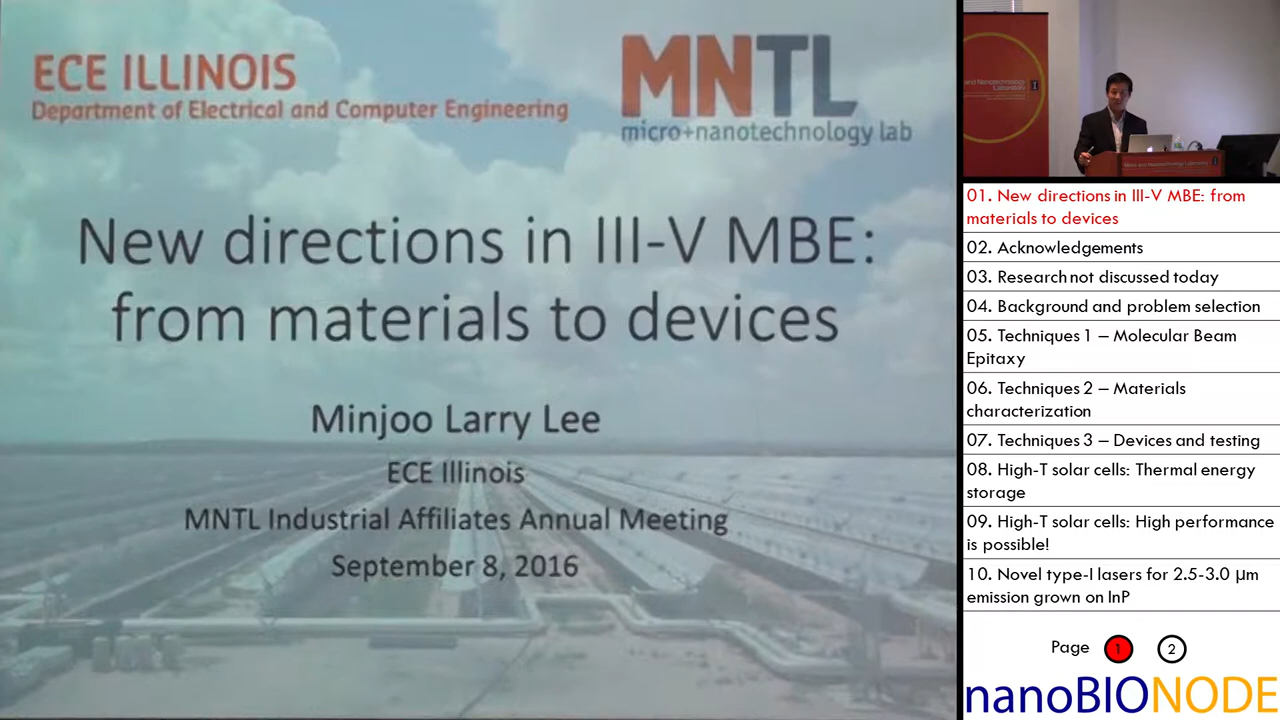 ECE ILLINOIS
Department of Electrical and Computer Engineering
MNTL
micro+nanotechnology lab
New directions in III-V MBE:
from materials to devices
Minjoo Larry Lee
ECE Illinois
MNTL Industrial Affiliates Annual Meeting
September 8, 2016
01. New directions in III-V MBE: from
materials to devices
02. Acknowledgements
03. Research not discussed today
04. Background and problem selection
05. Techniques 1 – Molecular Beam
Epitaxy
06. Techniques 2 – Materials
characterization
07. Techniques 3 – Devices and testing
08. High-T solar cells: Thermal energy
storage
09. High-T solar cells: High performance
is possible!
10. Novel type-I lasers for 2.5-3.0 µm
emission grown on InP
Page 1 2
nanoBIONODE